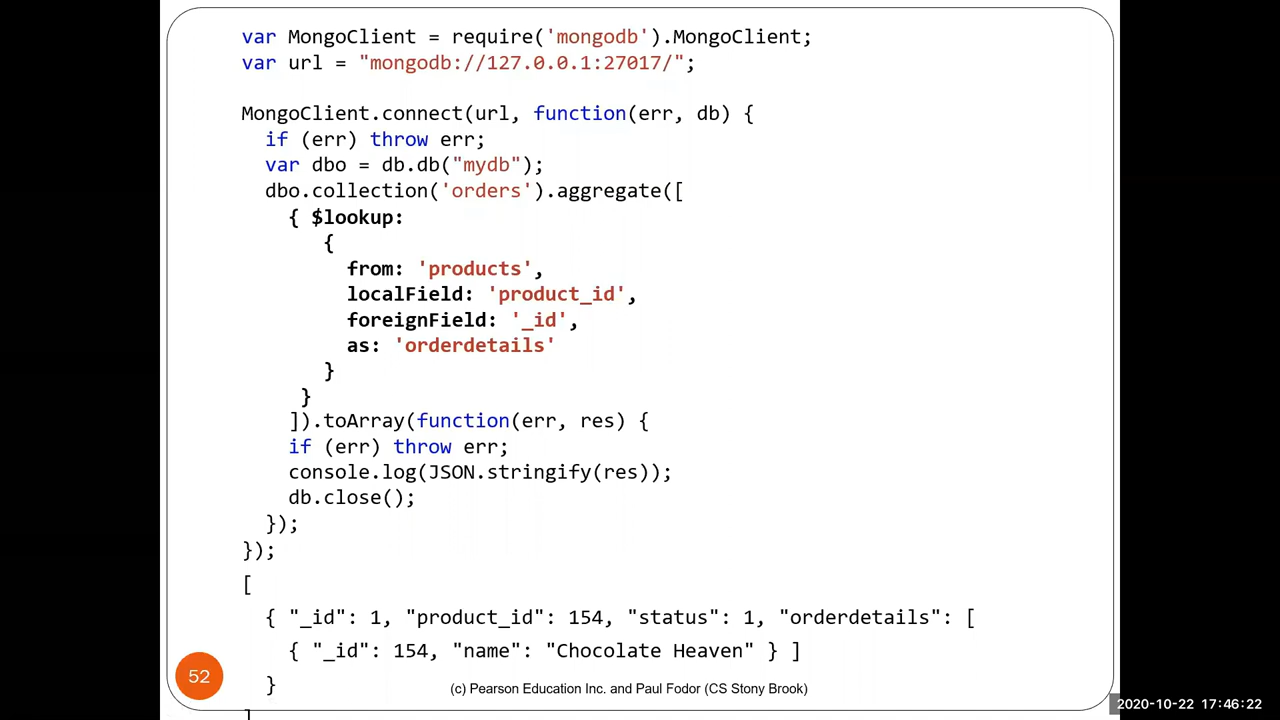 var MongoClient = require('mongodb').MongoClient;
var url = "mongodb://127.0.0.1:27017/";
MongoClient.connect(url, function(err, db) {
if (err) throw err;
var dbo = db.db("mydb");
dbo.collection('orders').aggregate([
{ $lookup:
{
from: 'products',
localField: 'product_id',
foreignField: '_id',
as: 'orderdetails'
}
}
]).toArray(function(err, res) {
if (err) throw err;
console.log(JSON.stringify(res));
db.close();
});
});
[
{ "_id": 1, "product_id": 154, "status": 1, "orderdetails": [
{ "_id": 154, "name": "Chocolate Heaven" } ]
}
]
52
(c) Pearson Education Inc. and Paul Fodor (CS Stony Brook)
2020-10-22 17:46:22